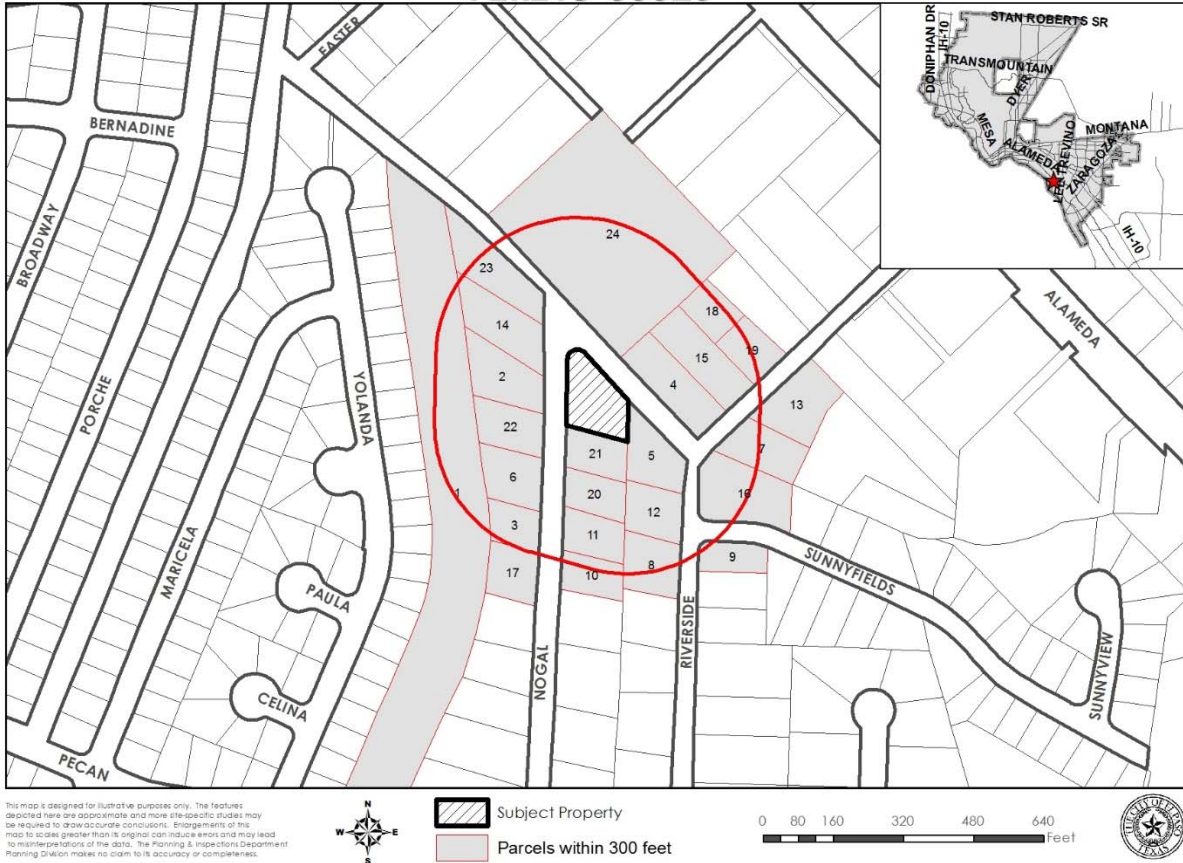 EASTER
BERNADINE
BROADWAY
PORCHE
MARICELA
YOLANDA
PAULA
CELINA
PECAN
NOGAL
RIVERSIDE
SUNNYFIELDS
SUNNYVIEW
ALAMEDA
24
23
14
2
22
6
3
17
1
18
19
15
4
13
7
16
21
5
20
12
11
10
8
9
DONIPHAN DR
IH-10
STAN ROBERTS SR
TRANSMOUNTAIN
DYER
MESA
MONTANA
ALAMEDA
TREVINO
ZARAGOZA
IH-10
This map is designed for illustrative purposes only. The features
depicted here are approximate and more site-specific studies may
be required to draw accurate conclusions. Enlargements of this
map to scales greater than its original can induce errors and may lead
to misinterpretations of the data. The Planning & Inspections Department
Planning Division makes no claim to its accuracy or completeness.
N
W
E
S
Subject Property
Parcels within 300 feet
0 80 160 320 480 640
Feet
THE CITY OF EL PASO
TEXAS